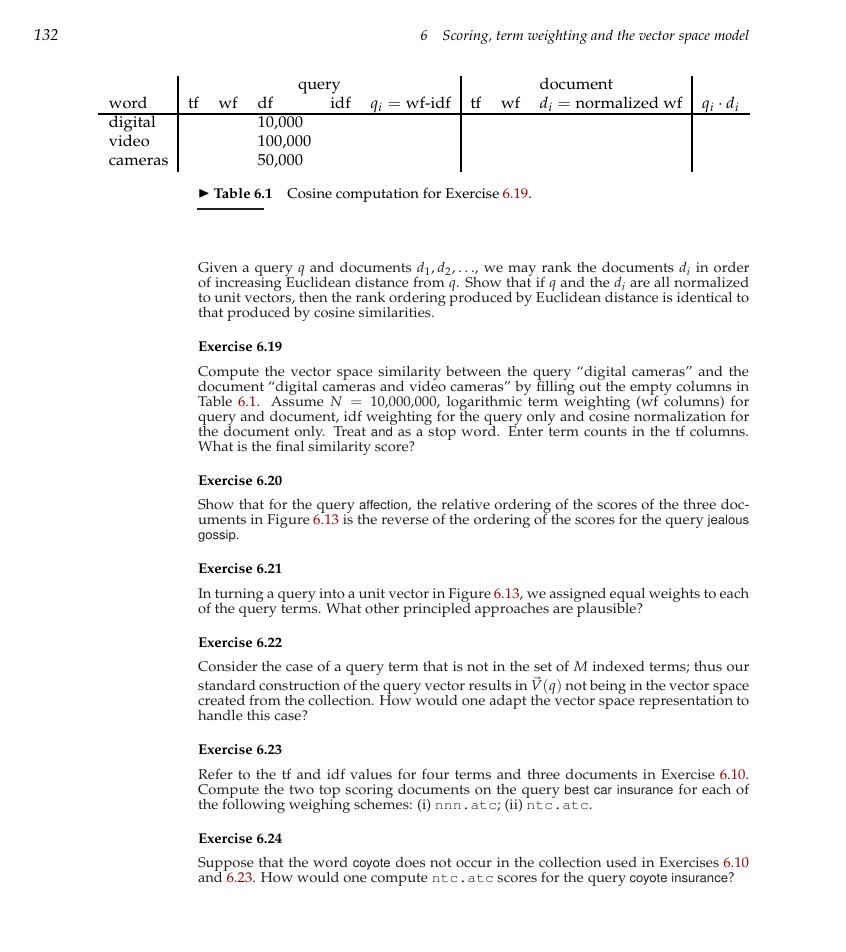 132
6 Scoring, term weighting and the vector space model
query document
word tf wf df idf qi = wf-idf tf wf di = normalized wf qi · di
digital 10,000
video 100,000
cameras 50,000
▶ Table 6.1 Cosine computation for Exercise 6.19.
Given a query q and documents d1, d2, . . ., we may rank the documents di in order
of increasing Euclidean distance from q. Show that if q and the di are all normalized
to unit vectors, then the rank ordering produced by Euclidean distance is identical to
that produced by cosine similarities.
Exercise 6.19
Compute the vector space similarity between the query “digital cameras” and the
document “digital cameras and video cameras” by filling out the empty columns in
Table 6.1. Assume N = 10,000,000, logarithmic term weighting (wf columns) for
query and document, idf weighting for the query only and cosine normalization for
the document only. Treat and as a stop word. Enter term counts in the tf columns.
What is the final similarity score?
Exercise 6.20
Show that for the query affection, the relative ordering of the scores of the three doc-
uments in Figure 6.13 is the reverse of the ordering of the scores for the query jealous
gossip.
Exercise 6.21
In turning a query into a unit vector in Figure 6.13, we assigned equal weights to each
of the query terms. What other principled approaches are plausible?
Exercise 6.22
Consider the case of a query term that is not in the set of M indexed terms; thus our
standard construction of the query vector results in V⃗(q) not being in the vector space
created from the collection. How would one adapt the vector space representation to
handle this case?
Exercise 6.23
Refer to the tf and idf values for four terms and three documents in Exercise 6.10.
Compute the two top scoring documents on the query best car insurance for each of
the following weighing schemes: (i) nnn.atc; (ii) ntc.atc.
Exercise 6.24
Suppose that the word coyote does not occur in the collection used in Exercises 6.10
and 6.23. How would one compute ntc.atc scores for the query coyote insurance?